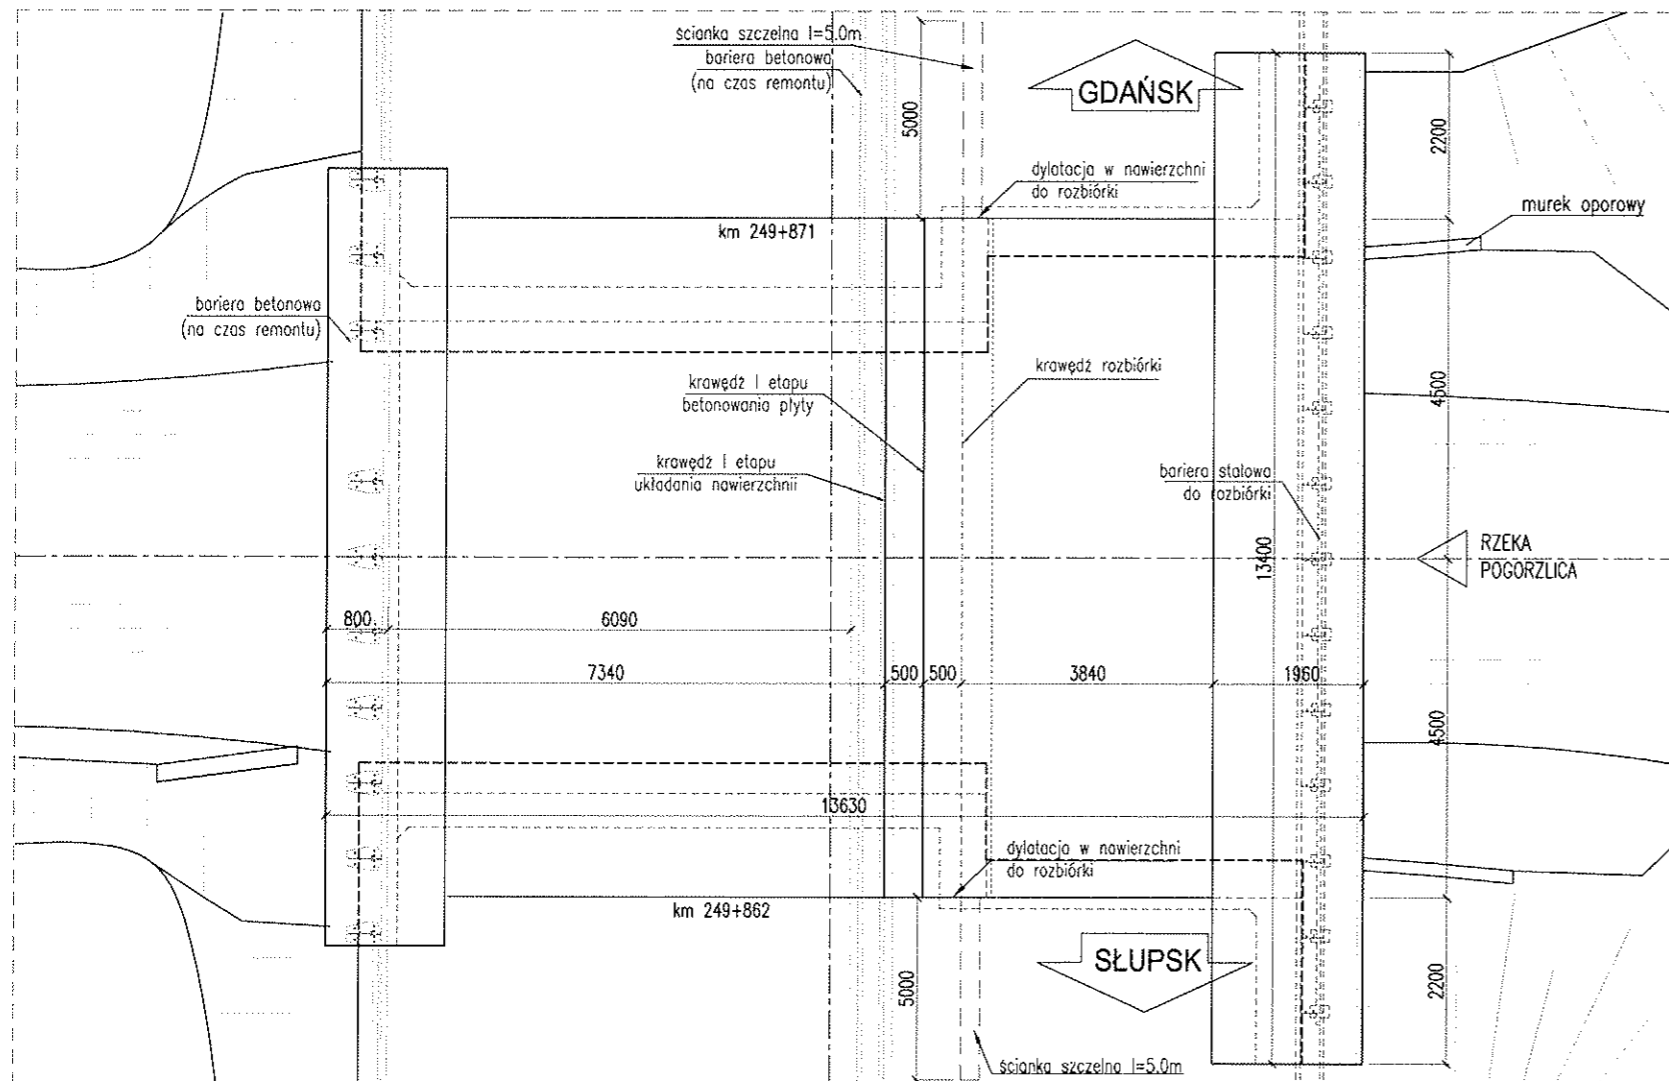 ścianka szczelna l=5.0m
bariera betonowa
(na czas remontu)
5000
GDAŃSK
2200
dylatacja w nawierzchni
do rozbiórki
murek oporowy
km 249+871
bariera betonowa
(na czas remontu)
krawędź rozbiórki
krawędź I etapu
betonowania płyty
4500
krawędź I etapu
układania nawierzchnii
bariera stalowa
do rozbiórki
13400
RZEKA
POGORZLICA
800
6090
7340
500
500
3840
1960
4500
13630
dylatacja w nawierzchni
do rozbiórki
km 249+862
SŁUPSK
5000
2200
ścianka szczelna l=5.0m